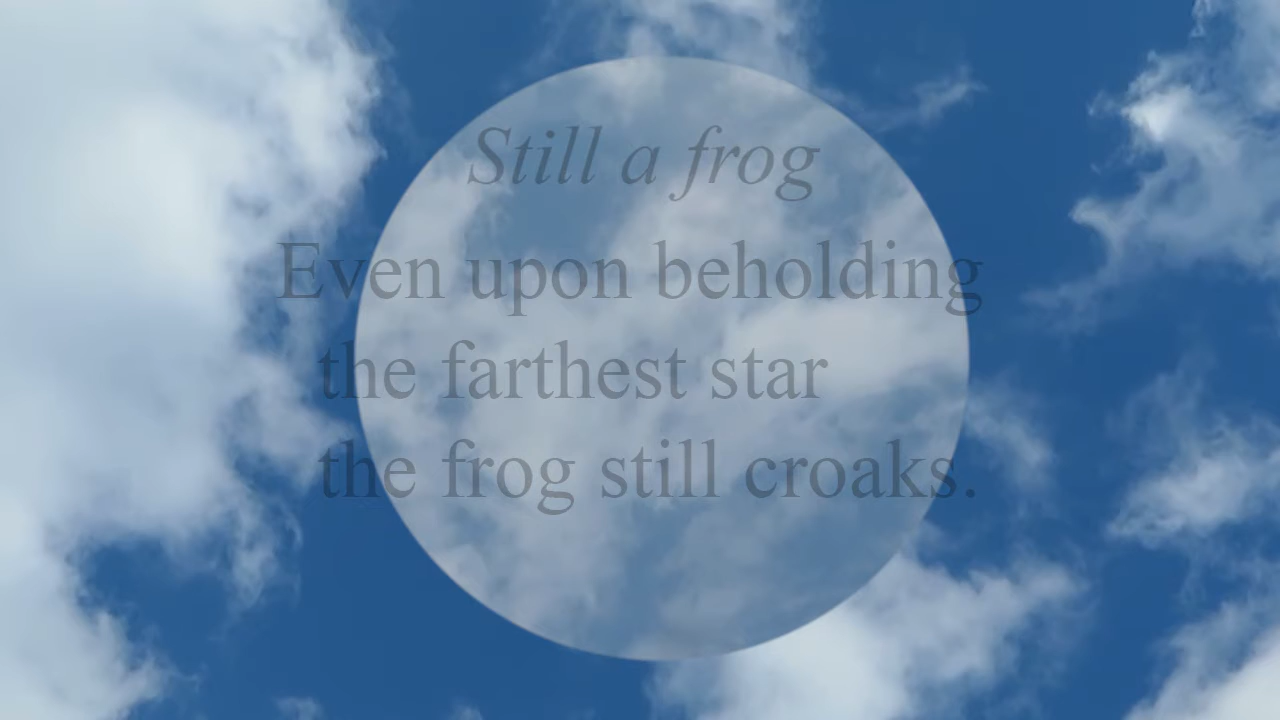 Still a frog
Even upon beholding
the farthest star
the frog still croaks.